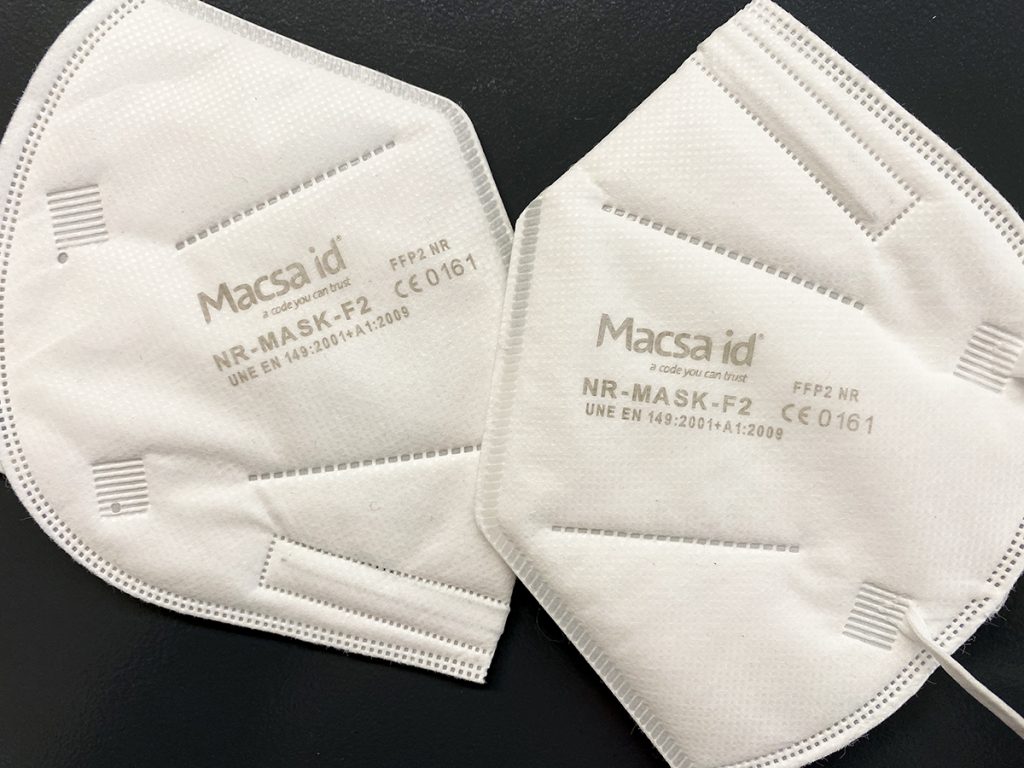 Macsa id®
a code you can trust
NR-MASK-F2
UNE EN 149:2001+A1:2009
FFP2 NR
CE 0161
Macsa id®
a code you can trust
NR-MASK-F2
UNE EN 149:2001+A1:2009
FFP2 NR
CE 0161